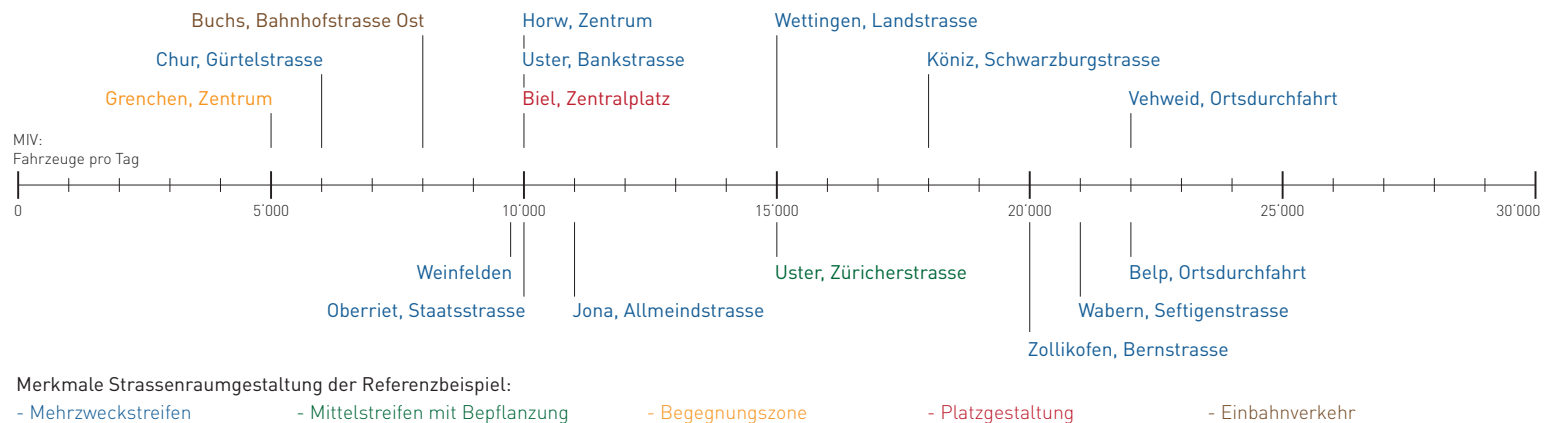 Buchs, Bahnhofstrasse Ost
Horw, Zentrum
Wettingen, Landstrasse
Chur, Gürtelstrasse
Uster, Bankstrasse
Köniz, Schwarzburgstrasse
Grenchen, Zentrum
Biel, Zentralplatz
Vehweid, Ortsdurchfahrt
MIV:
Fahrzeuge pro Tag
0 5'000 10'000 15'000 20'000 25'000 30'000
Weinfelden
Uster, Züricherstrasse
Belp, Ortsdurchfahrt
Oberriet, Staatsstrasse
Jona, Allmeindstrasse
Wabern, Seftigenstrasse
Zollikofen, Bernstrasse
Merkmale Strassenraumgestaltung der Referenzbeispiel:
- Mehrzweckstreifen - Mittelstreifen mit Bepflanzung - Begegnungszone - Platzgestaltung - Einbahnverkehr